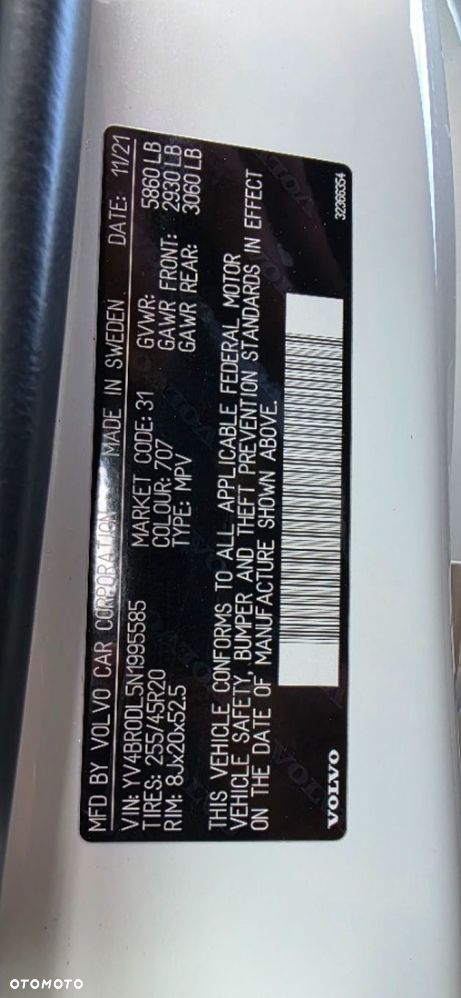 MFD BY VOLVO CAR CORPORATION MADE IN SWEDEN DATE: 11/21
VIN: YV4BR0DL5N1995585 MARKET CODE: 31 GVWR: 5860 LB
TIRES: 255/45R20 COLOUR: 707 GAWR FRONT: 2930 LB
RIM: 8Jx20x52.5 TYPE: MPV GAWR REAR: 3060 LB
THIS VEHICLE CONFORMS TO ALL APPLICABLE FEDERAL MOTOR
VEHICLE SAFETY, BUMPER AND THEFT PREVENTION STANDARDS IN EFFECT
ON THE DATE OF MANUFACTURE SHOWN ABOVE.
VOLVO 32366354
OTOMOTO